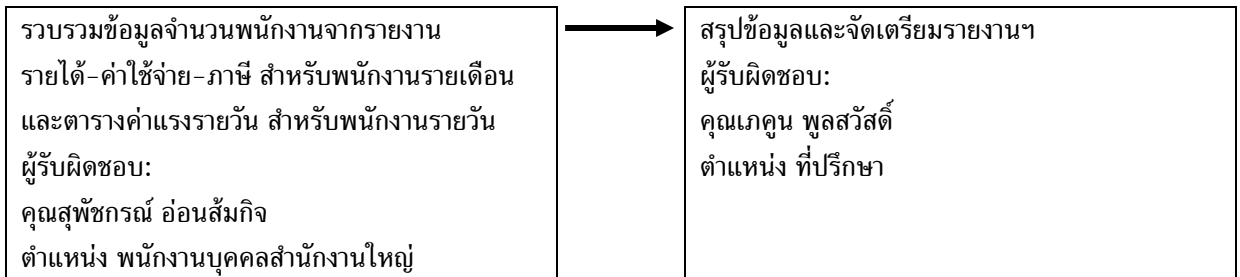 รวบรวมข้อมูลจำนวนพนักงานจากรายงาน
รายได้-ค่าใช้จ่าย-ภาษี สำหรับพนักงานรายเดือน
และตารางค่าแรงรายวัน สำหรับพนักงานรายวัน
ผู้รับผิดชอบ:
คุณสุพัชกรณ์ อ่อนส้มกิจ
ตำแหน่ง พนักงานบุคคลสำนักงานใหญ่
สรุปข้อมูลและจัดเตรียมรายงานฯ
ผู้รับผิดชอบ:
คุณเภคูน พูลสวัสดิ์
ตำแหน่ง ที่ปรึกษา